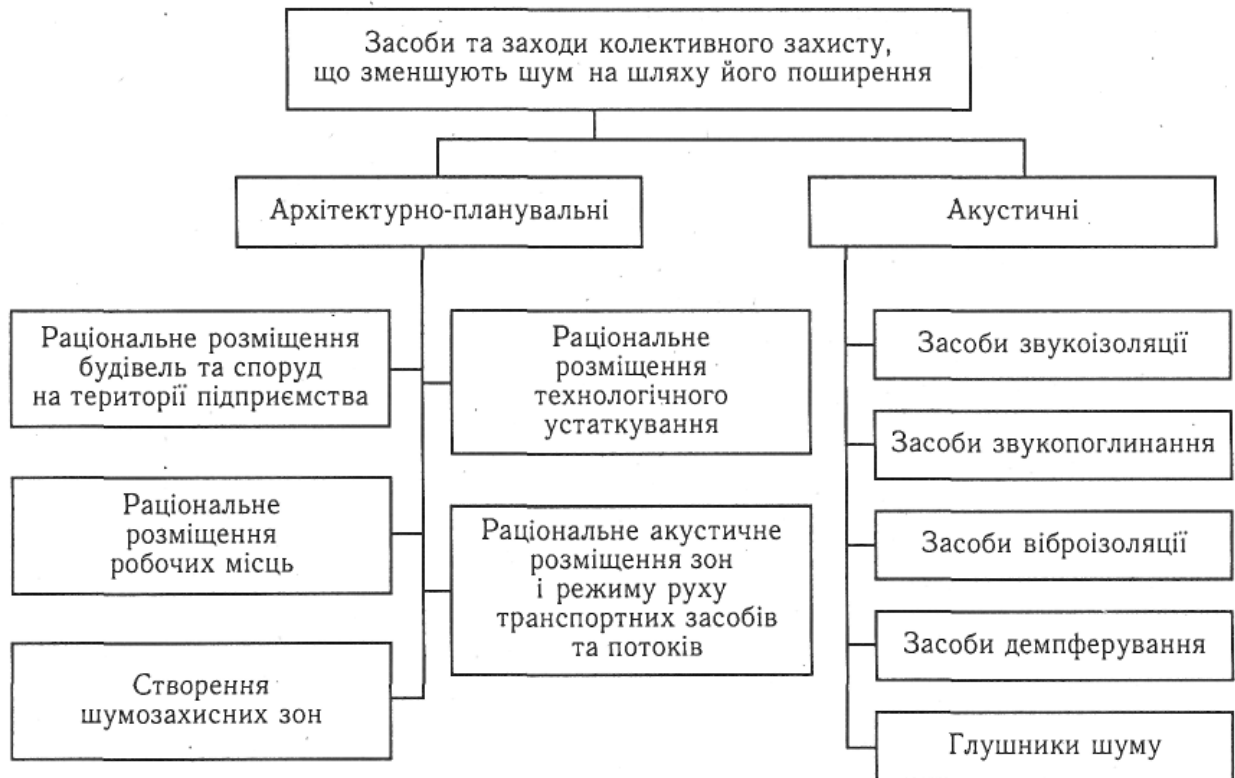 Засоби та заходи колективного захисту,
що зменшують шум на шляху його поширення
Архітектурно-планувальні
Акустичні
Раціональне розміщення
будівель та споруд
на території підприємства
Раціональне
розміщення
технологічного
устаткування
Раціональне
розміщення
робочих місць
Раціональне акустичне
розміщення зон
і режиму руху
транспортних засобів
та потоків
Створення
шумозахисних зон
Засоби звукоізоляції
Засоби звукопоглинання
Засоби віброізоляції
Засоби демпферування
Глушники шуму